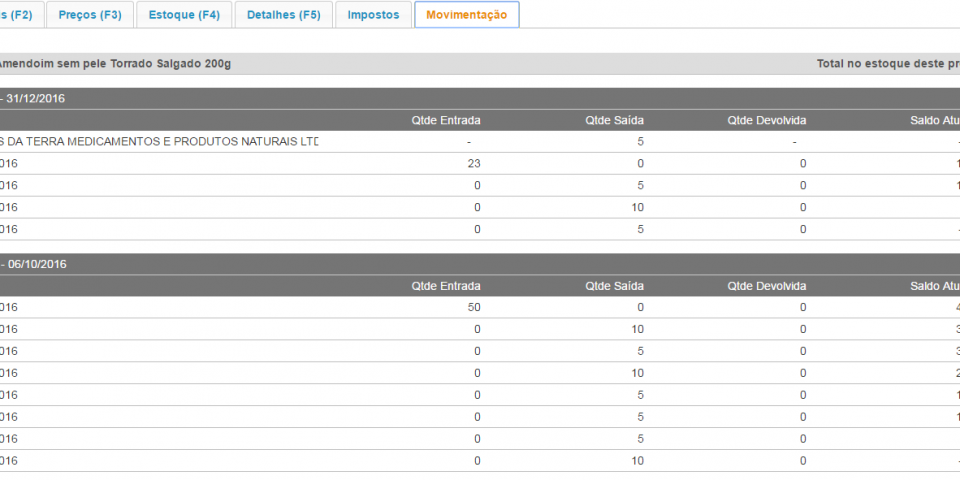 s (F2) Preços (F3) Estoque (F4) Detalhes (F5) Impostos Movimentação
Amendoim sem pele Torrado Salgado 200g Total no estoque deste pr
- 31/12/2016
Qtde Entrada Qtde Saída Qtde Devolvida Saldo Atu
S DA TERRA MEDICAMENTOS E PRODUTOS NATURAIS LTD - 5 - -
016 23 0 0 1
016 0 5 0 1
016 0 10 0
016 0 5 0 -
- 06/10/2016
Qtde Entrada Qtde Saída Qtde Devolvida Saldo Atu
016 50 0 0 4
016 0 10 0 3
016 0 5 0 3
016 0 10 0 2
016 0 5 0 1
016 0 5 0 1
016 0 5 0
016 0 10 0 -